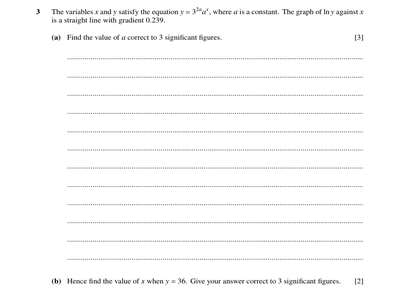 3 The variables x and y satisfy the equation y = 3²ᵃaˣ, where a is a constant. The graph of ln y against x
is a straight line with gradient 0.239.
(a) Find the value of a correct to 3 significant figures. [3]
(b) Hence find the value of x when y = 36. Give your answer correct to 3 significant figures. [2]